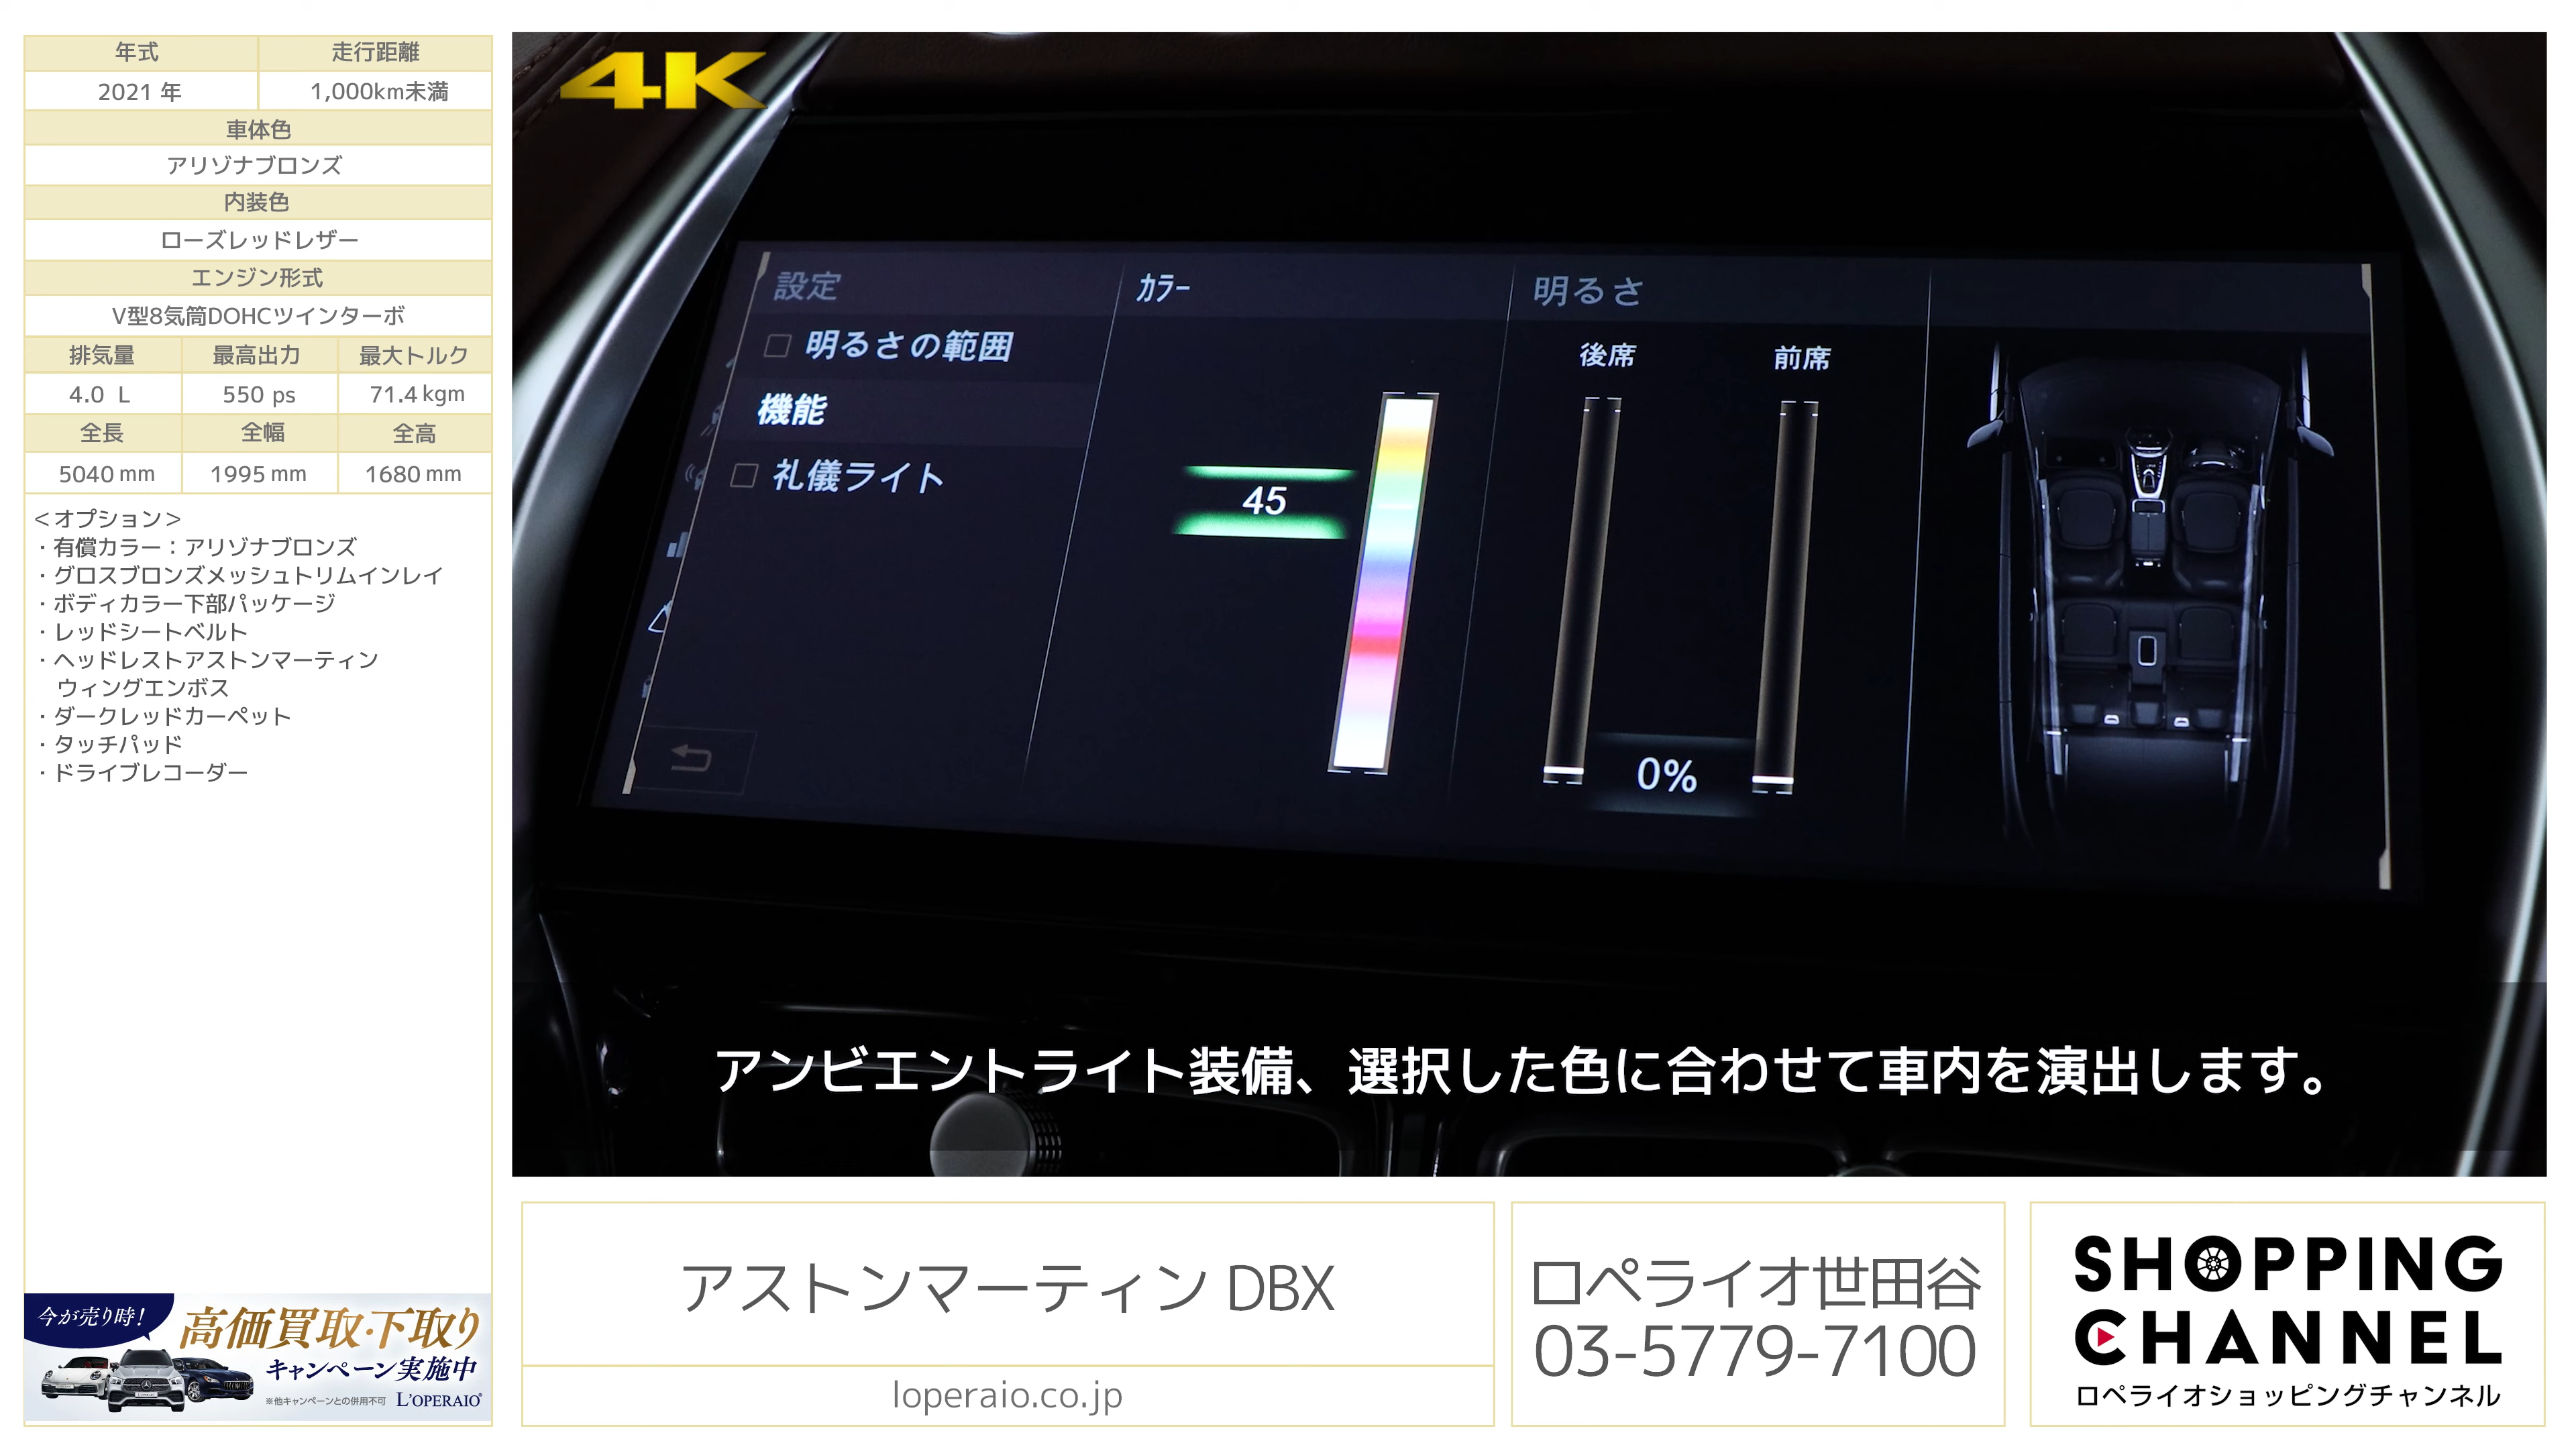 年式 走行距離
2021 年 1,000km未満
車体色
アリゾナブロンズ
内装色
ローズレッドレザー
エンジン形式
V型8気筒DOHCツインターボ
排気量 最高出力 最大トルク
4.0 L 550 ps 71.4 kgm
全長 全幅 全高
5040 mm 1995 mm 1680 mm
＜オプション＞
・有償カラー：アリゾナブロンズ
・グロスブロンズメッシュトリムインレイ
・ボディカラー下部パッケージ
・レッドシートベルト
・ヘッドレストアストンマーティン
ウィングエンボス
・ダークレッドカーペット
・タッチパッド
・ドライブレコーダー
今が売り時!
高価買取・下取り
キャンペーン実施中
※他キャンペーンとの併用不可 L'OPERAIO
4K
設定 カラー 明るさ
明るさの範囲 後席 前席
機能
礼儀ライト 45
0%
アンビエントライト装備、選択した色に合わせて車内を演出します。
アストンマーティン DBX
loperaio.co.jp
ロペライオ世田谷
03-5779-7100
SHOPPING
CHANNEL
ロペライオショッピングチャンネル